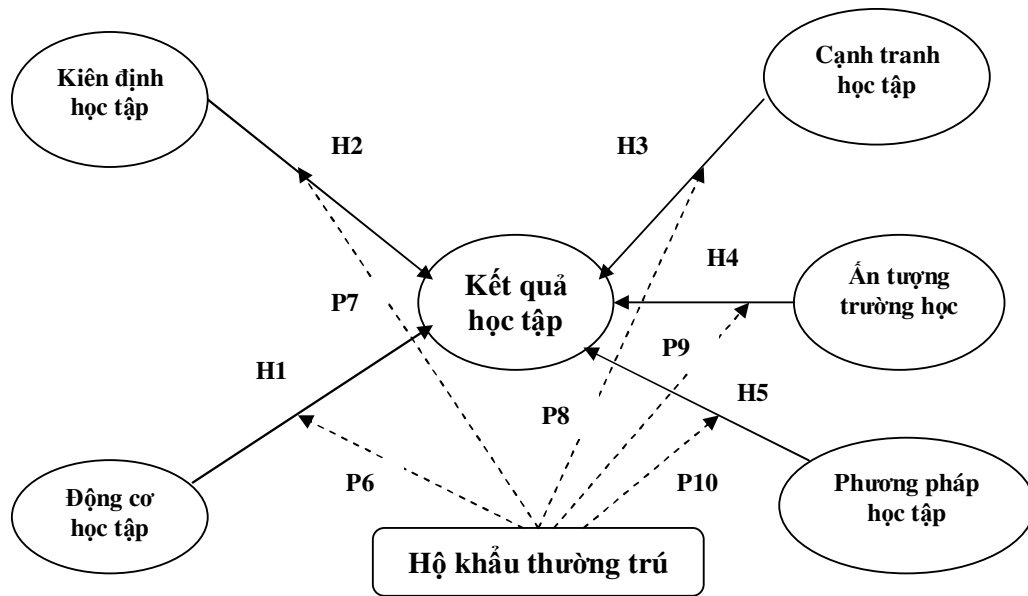 Kiên định
học tập
Cạnh tranh
học tập
H2
H3
H4
Kết quả
học tập
Ấn tượng
trường học
P7
P9
H1
H5
P8
P6
P10
Động cơ
học tập
Phương pháp
học tập
Hộ khẩu thường trú